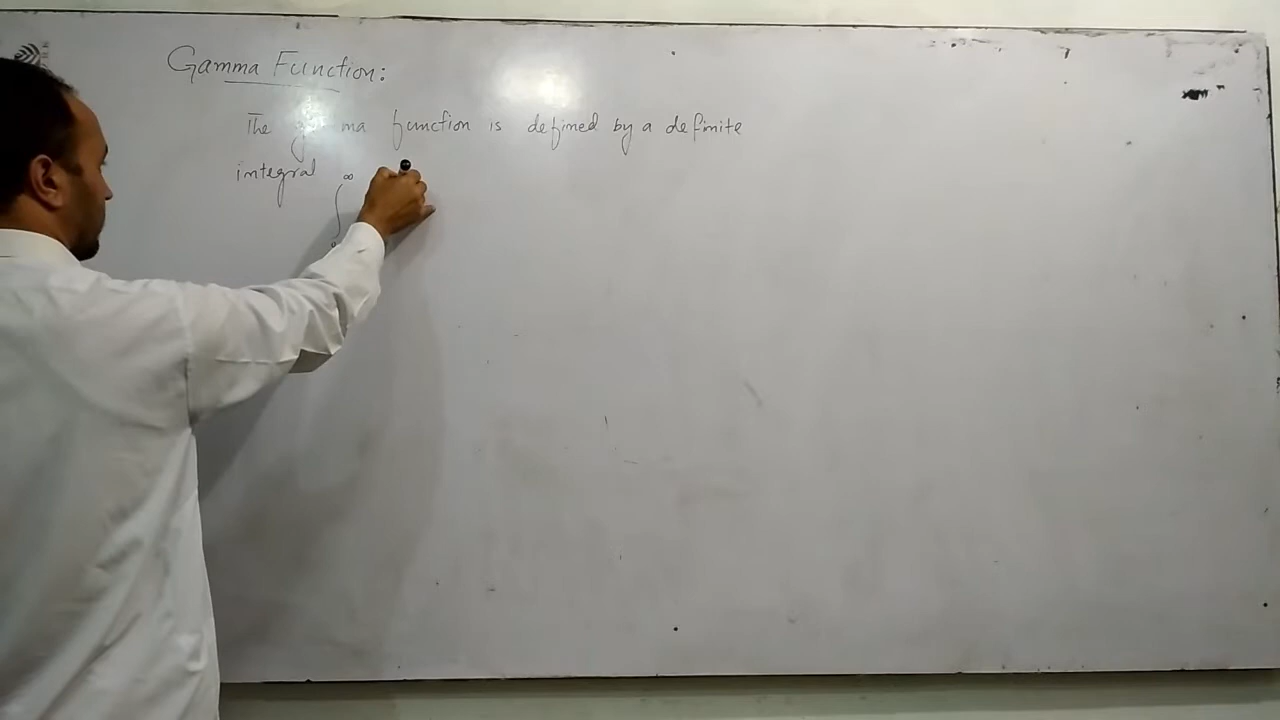 Gamma Function:
The gamma function is defined by a definite
integral ∫₀^∞